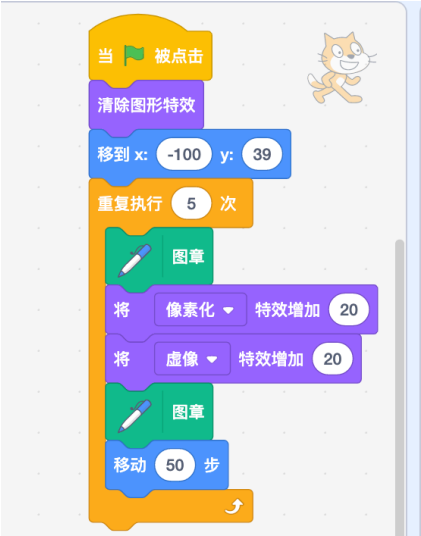 当 被点击
清除图形特效
移到 x: -100 y: 39
重复执行 5 次
图章
将 像素化 特效增加 20
将 虚像 特效增加 20
图章
移动 50 步